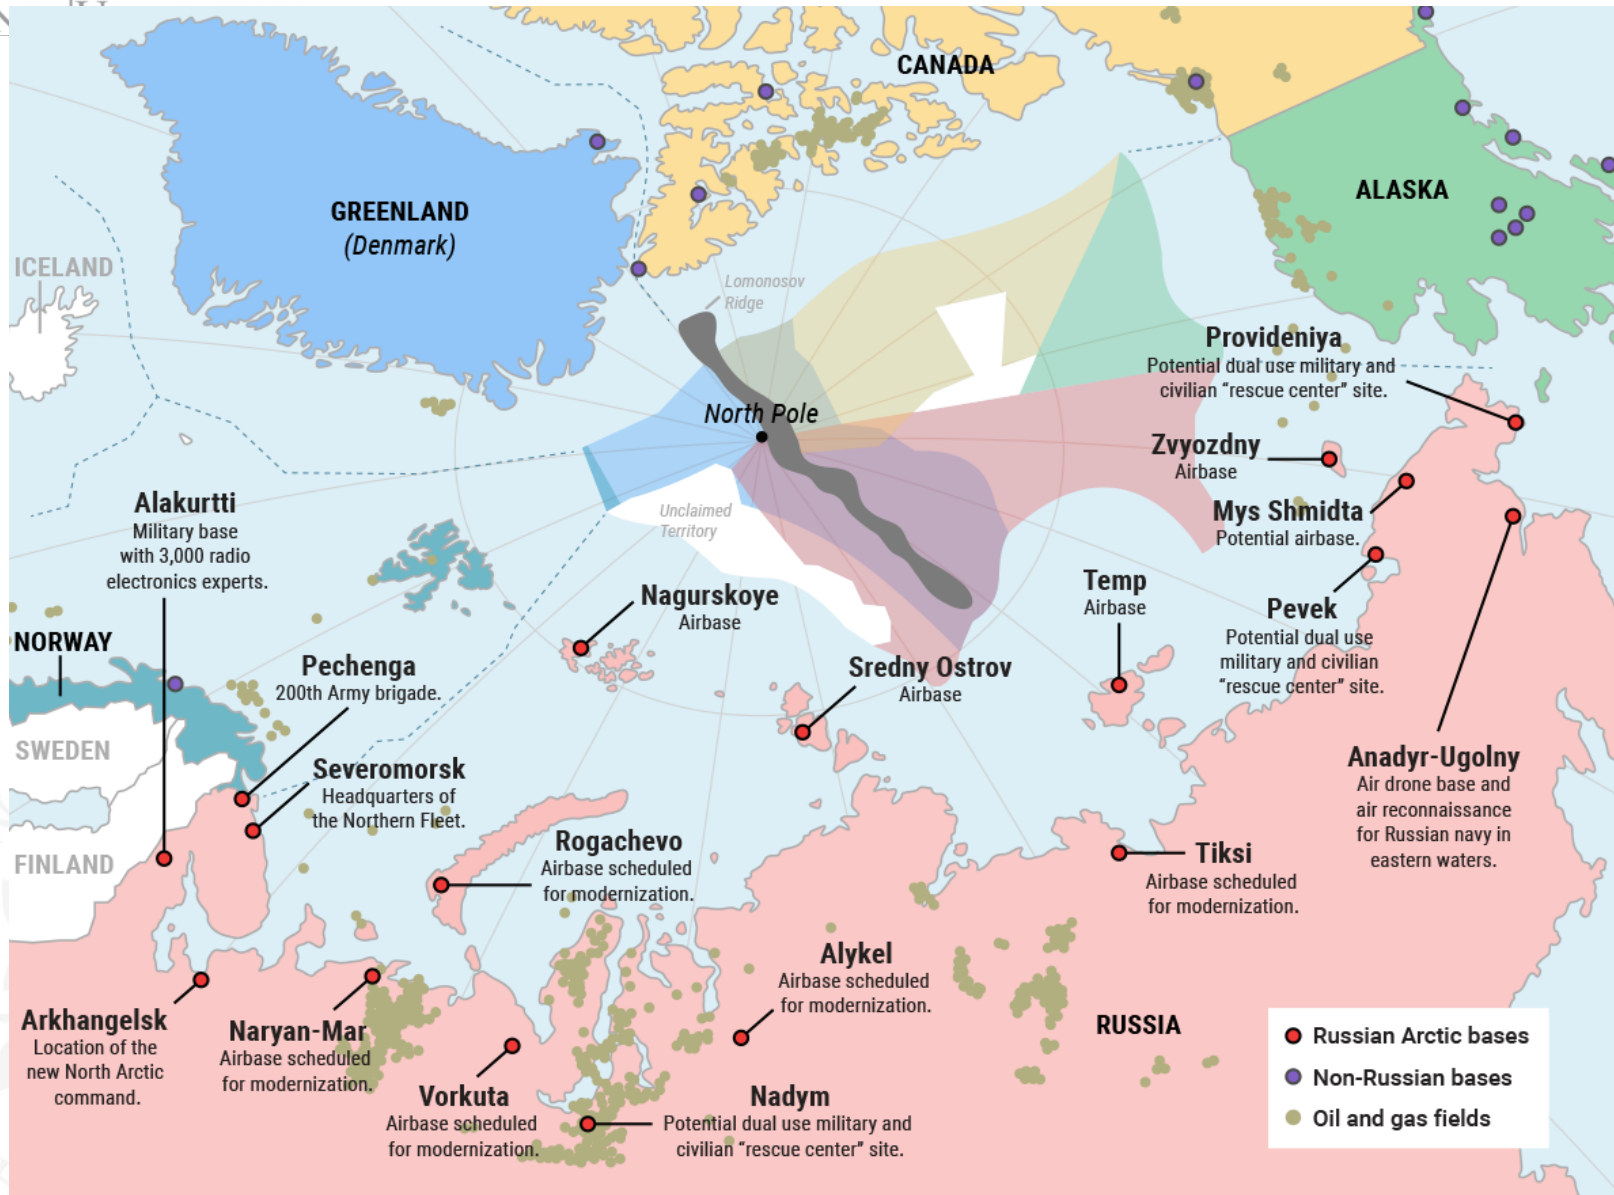 CANADA
GREENLAND
(Denmark)
ALASKA
ICELAND
Lomonosov
Ridge
Provideniya
Potential dual use military and
civilian “rescue center” site.
North Pole
Zvyozdny
Airbase
Alakurtti
Military base
with 3,000 radio
electronics experts.
Unclaimed
Territory
Mys Shmidta
Potential airbase.
Nagurskoye
Airbase
Temp
Airbase
Pevek
Potential dual use
military and civilian
“rescue center” site.
NORWAY
Pechenga
200th Army brigade.
Sredny Ostrov
Airbase
SWEDEN
Severomorsk
Headquarters of
the Northern Fleet.
Anadyr-Ugolny
Air drone base and
air reconnaissance
for Russian navy in
eastern waters.
FINLAND
Rogachevo
Airbase scheduled
for modernization.
Tiksi
Airbase scheduled
for modernization.
Alykel
Airbase scheduled
for modernization.
Arkhangelsk
Location of the
new North Arctic
command.
Naryan-Mar
Airbase scheduled
for modernization.
RUSSIA
Vorkuta
Airbase scheduled
for modernization.
Nadym
Potential dual use military and
civilian “rescue center” site.
Russian Arctic bases
Non-Russian bases
Oil and gas fields